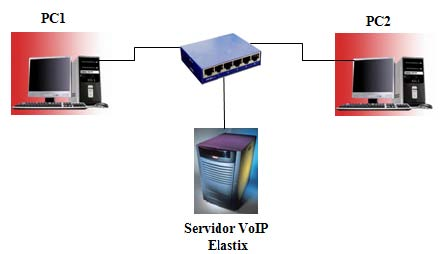 PC1
PC2
Servidor VoIP
Elastix